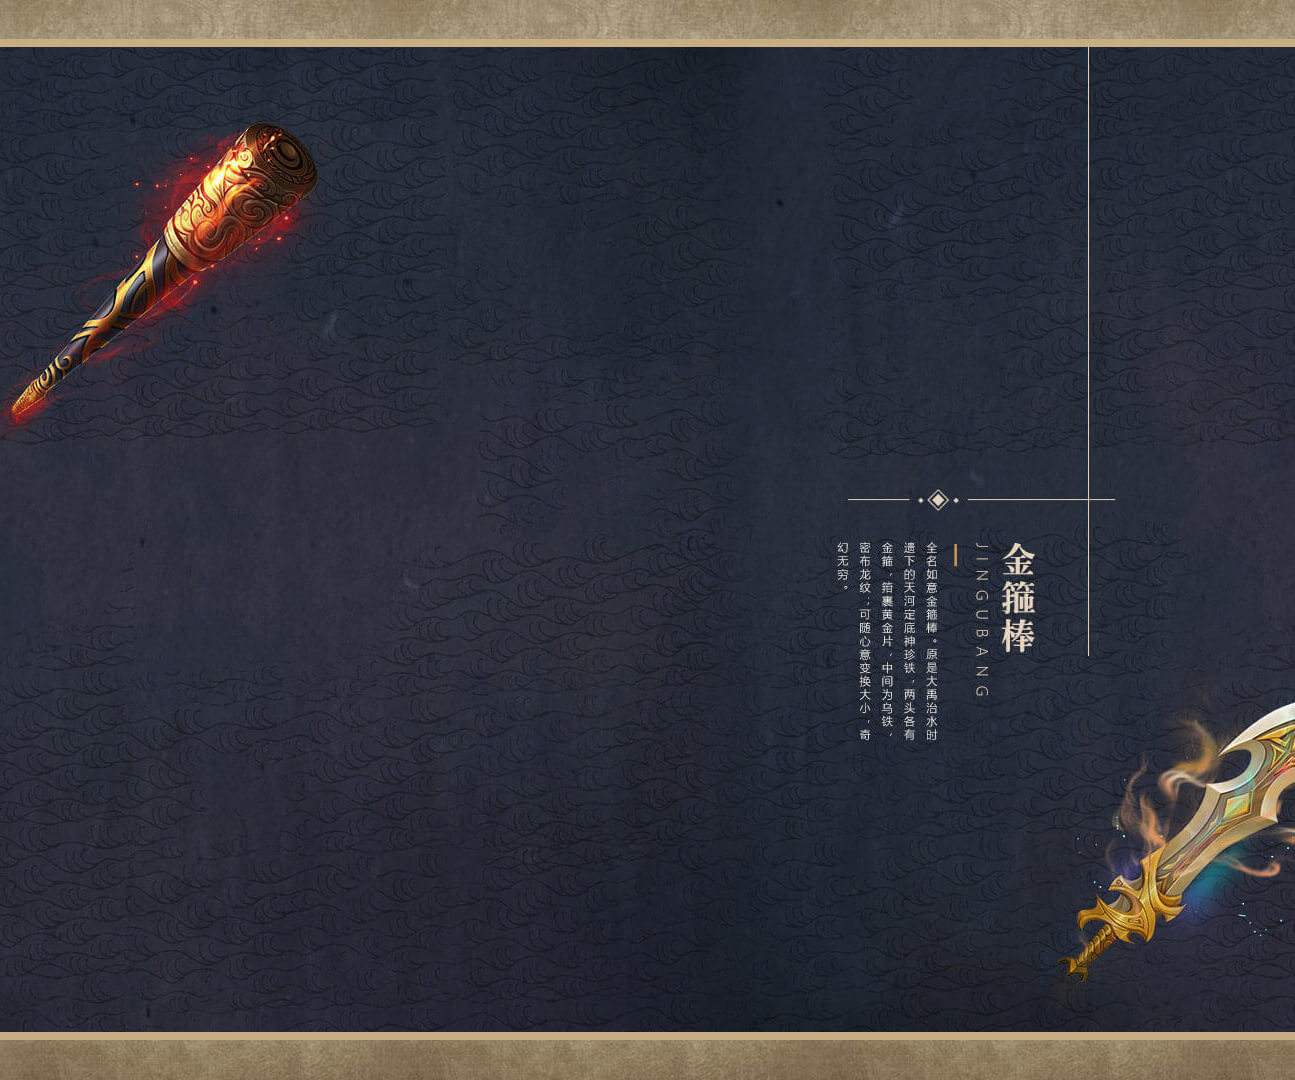 金箍棒
JINGUBANG
全名如意金箍棒。原是大禹治水时
遗下的天河定底神珍铁，两头各有
金箍，箔裹黄金片，中间为乌铁，
密布龙纹；可随心意变换大小，奇
幻无穷。